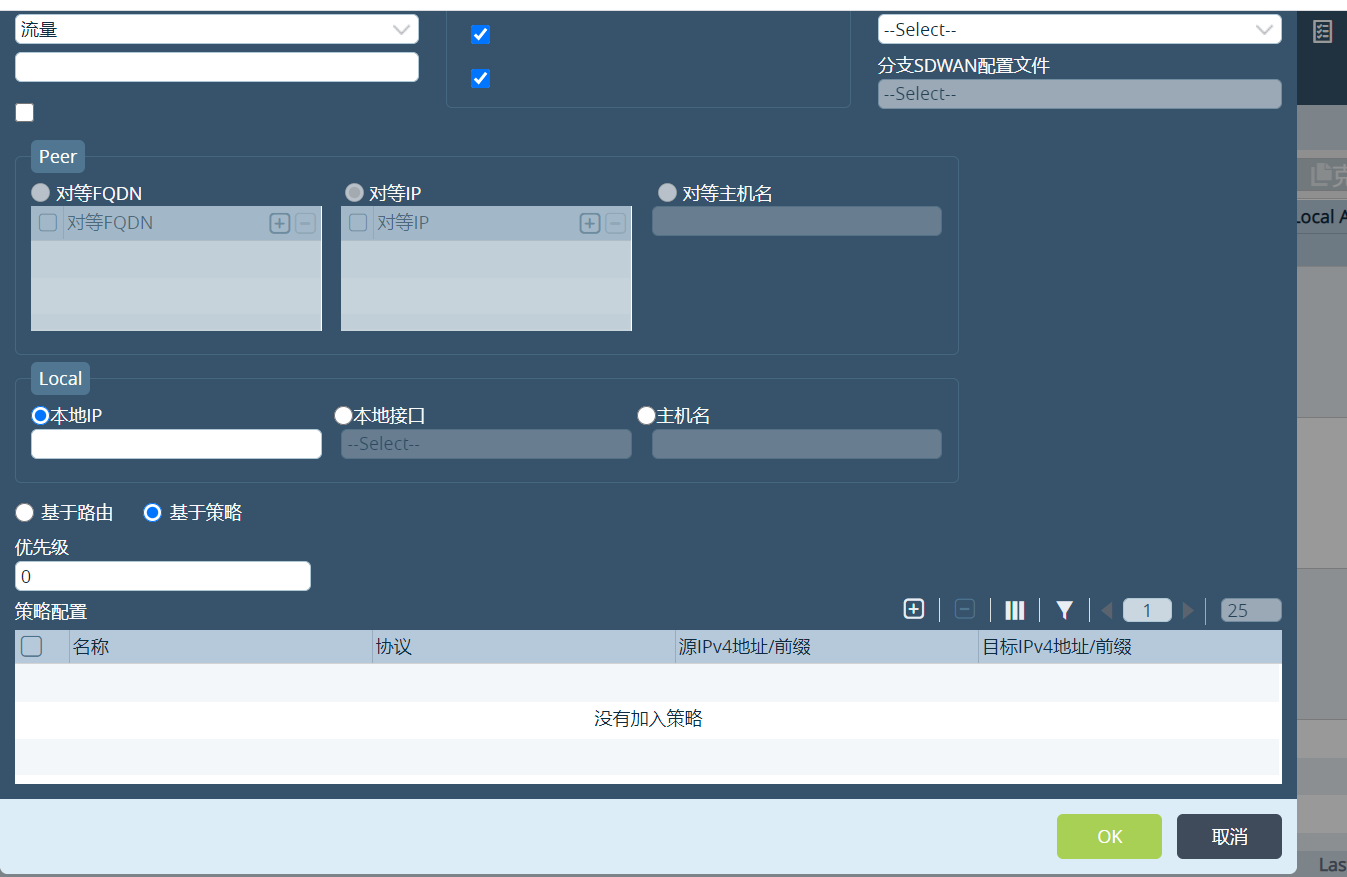 流量
--Select--
分支SDWAN配置文件
--Select--
Peer
对等FQDN
对等IP
对等主机名
对等FQDN
对等IP
Local
本地IP
本地接口
主机名
--Select--
基于路由
基于策略
优先级
0
策略配置
1
25
名称
协议
源IPv4地址/前缀
目标IPv4地址/前缀
没有加入策略
OK
取消
克
Local A
Las